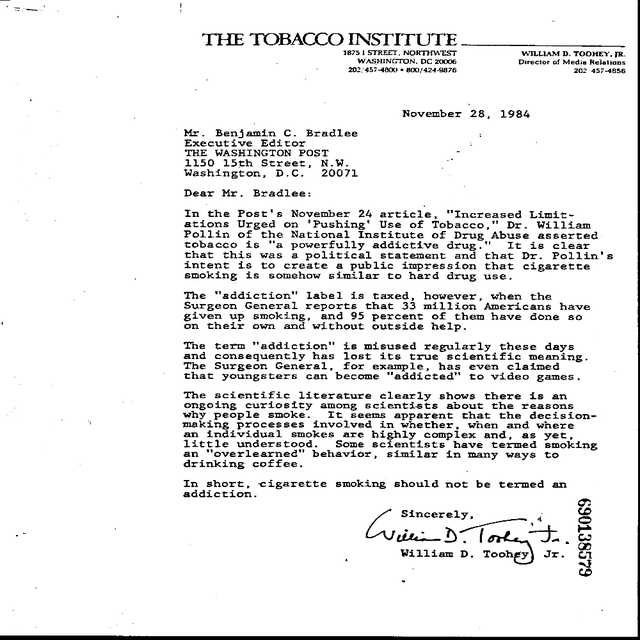 THE TOBACCO INSTITUTE
1875 I STREET, NORTHWEST
WASHINGTON, DC 20006
202/457-4800 • 800/424-9876
WILLIAM D. TOOHEY, JR.
Director of Media Relations
202 457-4856
November 28, 1984
Mr. Benjamin C. Bradlee
Executive Editor
THE WASHINGTON POST
1150 15th Street, N.W.
Washington, D.C. 20071
Dear Mr. Bradlee:
In the Post's November 24 article, "Increased Limit-
ations Urged on 'Pushing' Use of Tobacco," Dr. William
Pollin of the National Institute of Drug Abuse asserted
tobacco is "a powerfully addictive drug." It is clear
that this was a political statement and that Dr. Pollin's
intent is to create a public impression that cigarette
smoking is somehow similar to hard drug use.
The "addiction" label is taxed, however, when the
Surgeon General reports that 33 million Americans have
given up smoking, and 95 percent of them have done so
on their own and without outside help.
The term "addiction" is misused regularly these days
and consequently has lost its true scientific meaning.
The Surgeon General, for example, has even claimed
that youngsters can become "addicted" to video games.
The scientific literature clearly shows there is an
ongoing curiosity among scientists about the reasons
why people smoke. It seems apparent that the decision-
making processes involved in whether, when and where
an individual smokes are highly complex and, as yet,
little understood. Some scientists have termed smoking
an "overlearned" behavior, similar in many ways to
drinking coffee.
In short, cigarette smoking should not be termed an
addiction.
Sincerely,
William D. Toohey Jr.
William D. Toohey Jr.
690138579